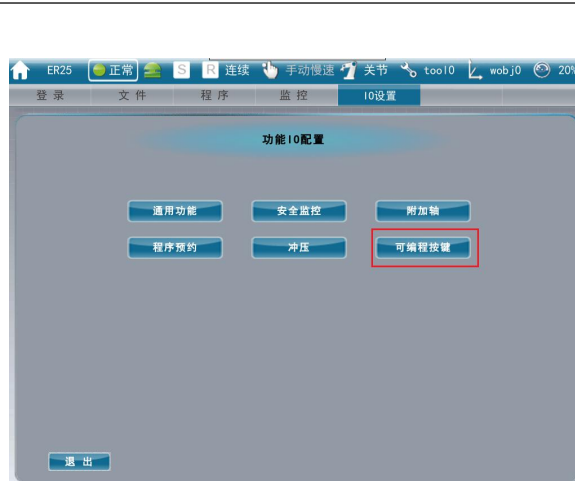 ER25 正常 S R 连续 手动慢速 关节 tool0 wobj0 20%
登录 文件 程序 监控 IO设置
功能IO配置
通用功能 安全监控 附加轴
程序预约 冲压 可编程按键
退出